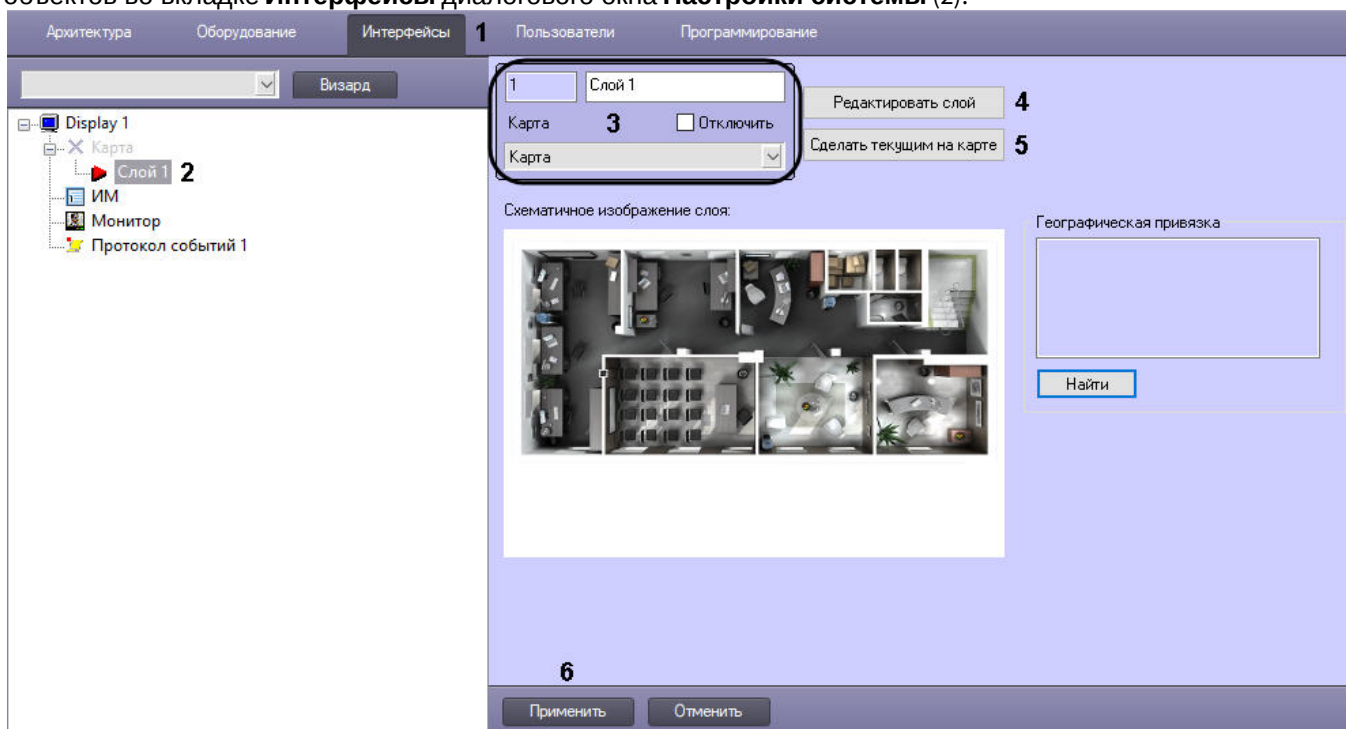 объектов во вкладке Интерфейсы диалогового окна Настройки системы (2).
Архитектура Оборудование Интерфейсы 1 Пользователи Программирование
Визард
Display 1
Карта
Слой 1 2
ИМ
Монитор
Протокол событий 1
1 Слой 1
Карта 3 Отключить
Карта
Редактировать слой 4
Сделать текущим на карте 5
Схематичное изображение слоя:
Географическая привязка
Найти
6
Применить Отменить